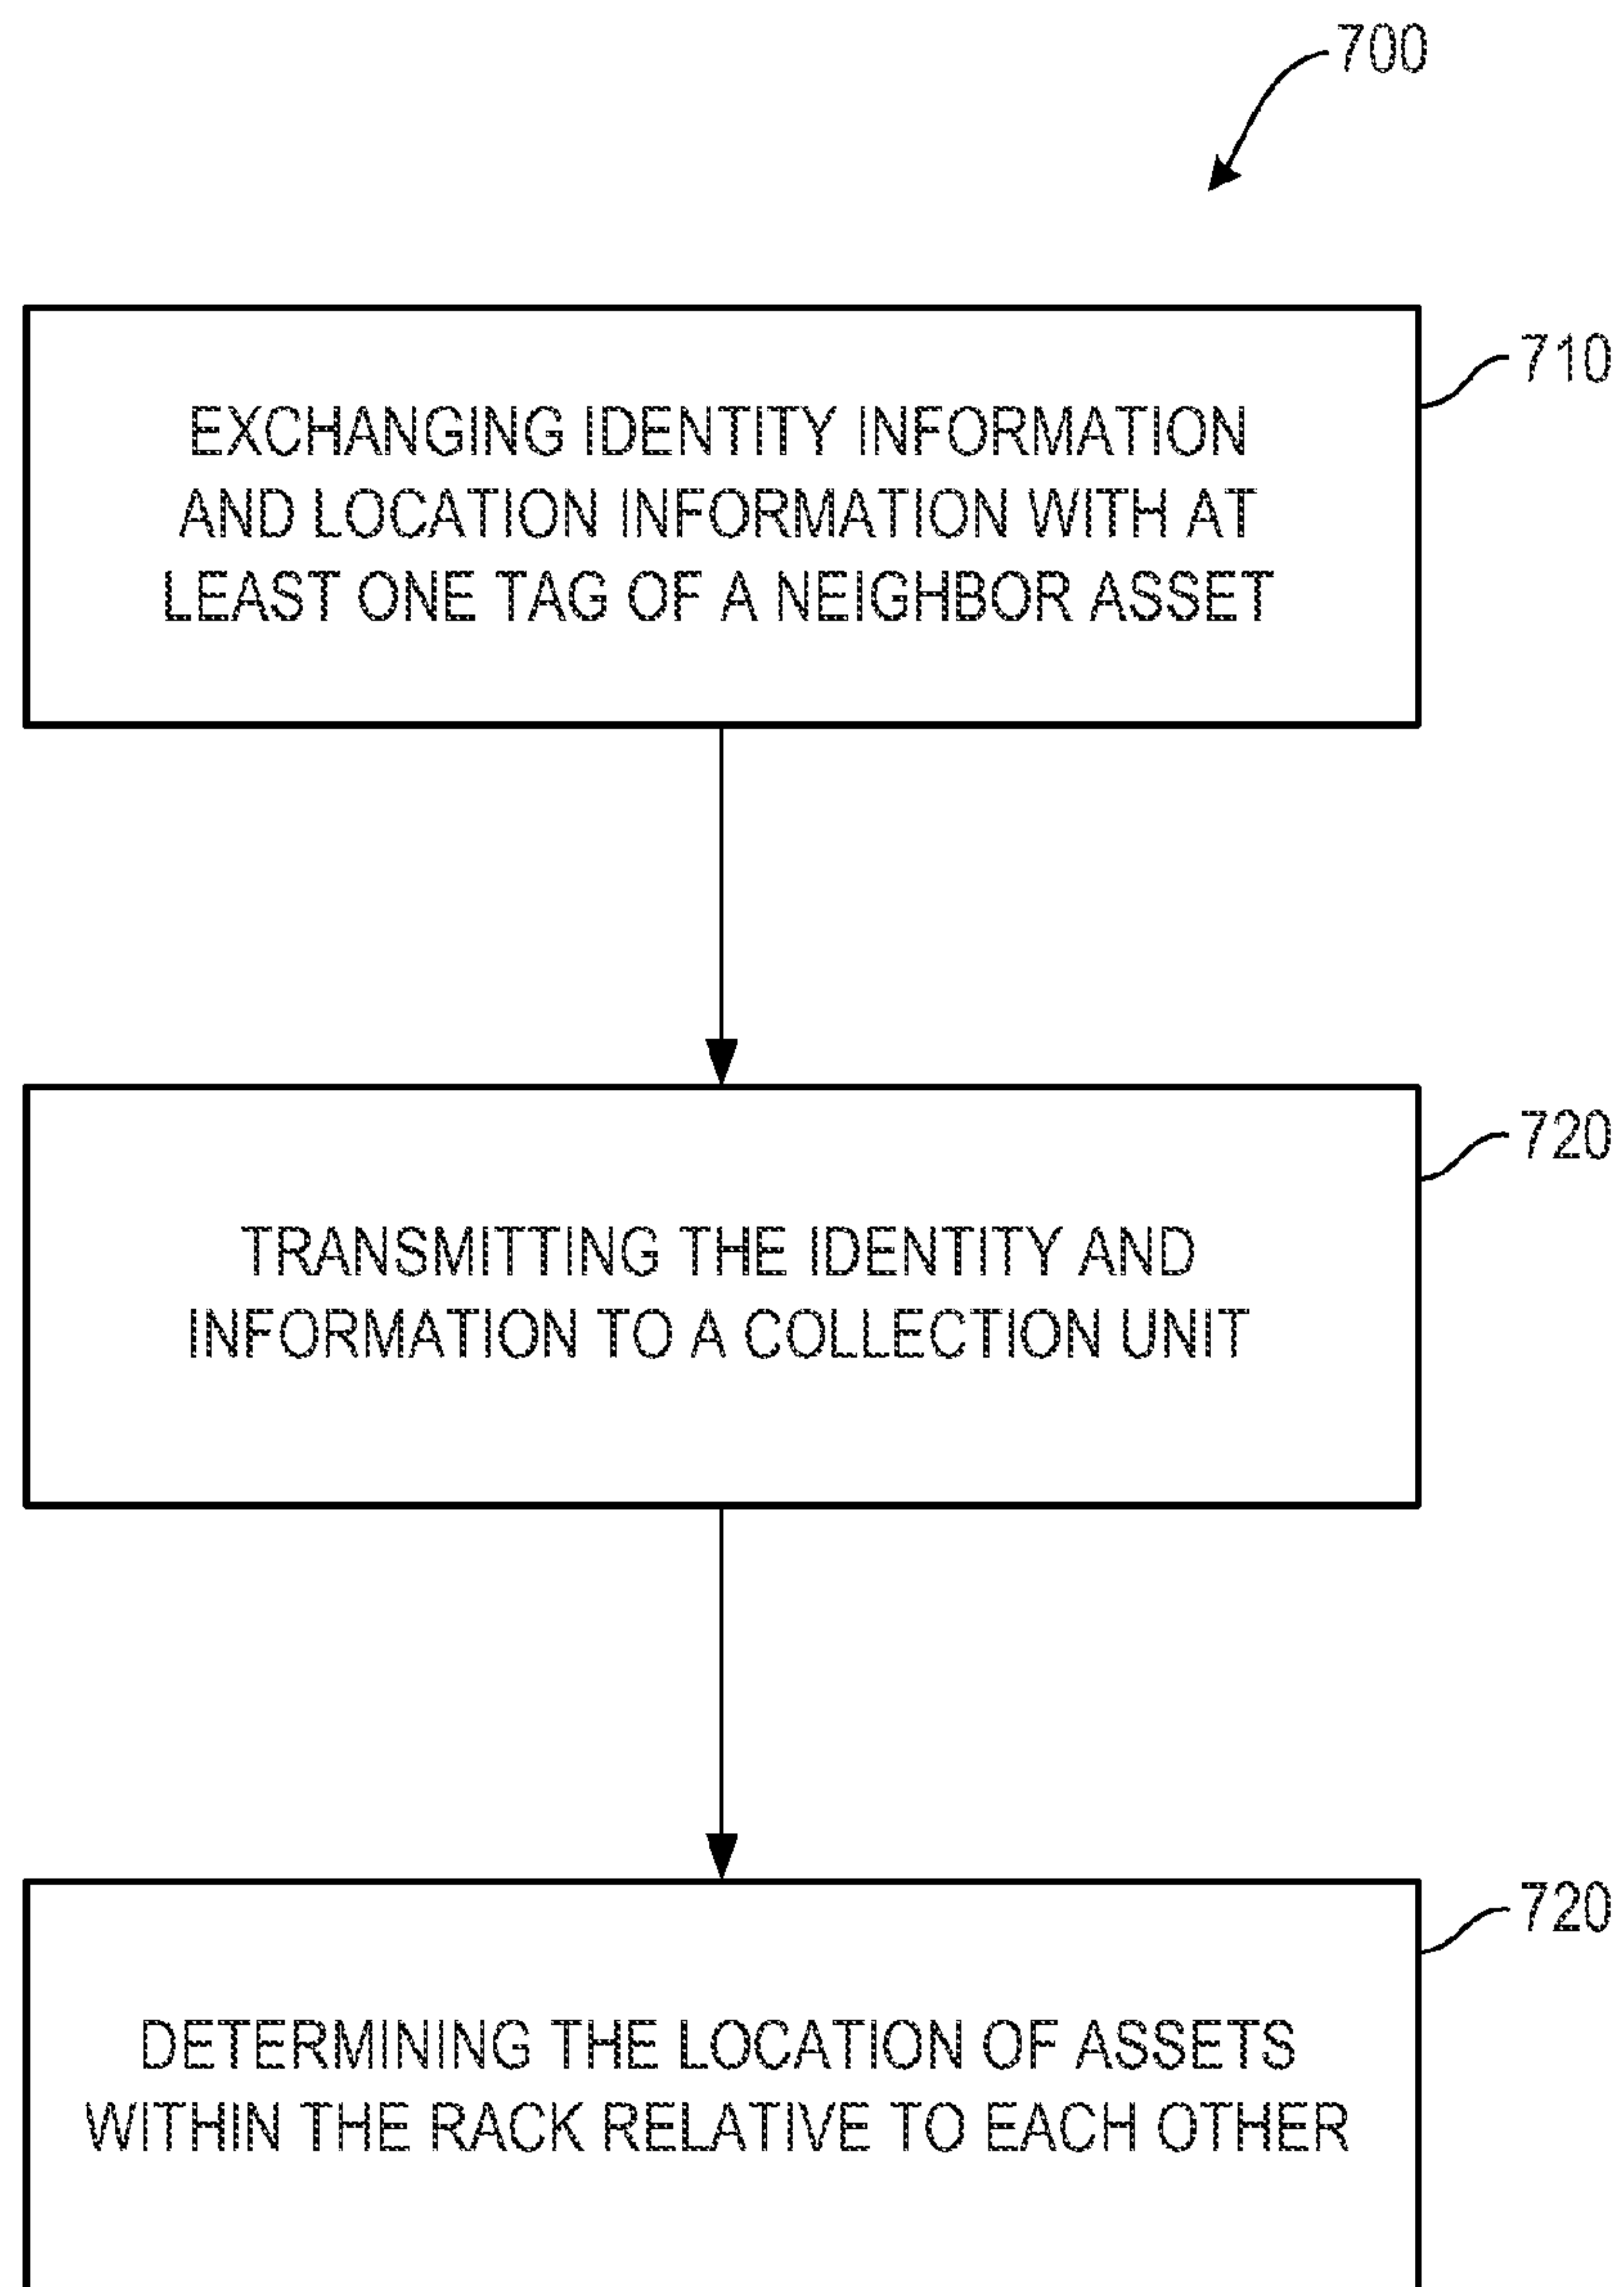 700
710
EXCHANGING IDENTITY INFORMATION
AND LOCATION INFORMATION WITH AT
LEAST ONE TAG OF A NEIGHBOR ASSET
720
TRANSMITTING THE IDENTITY AND
INFORMATION TO A COLLECTION UNIT
720
DETERMINING THE LOCATION OF ASSETS
WITHIN THE RACK RELATIVE TO EACH OTHER